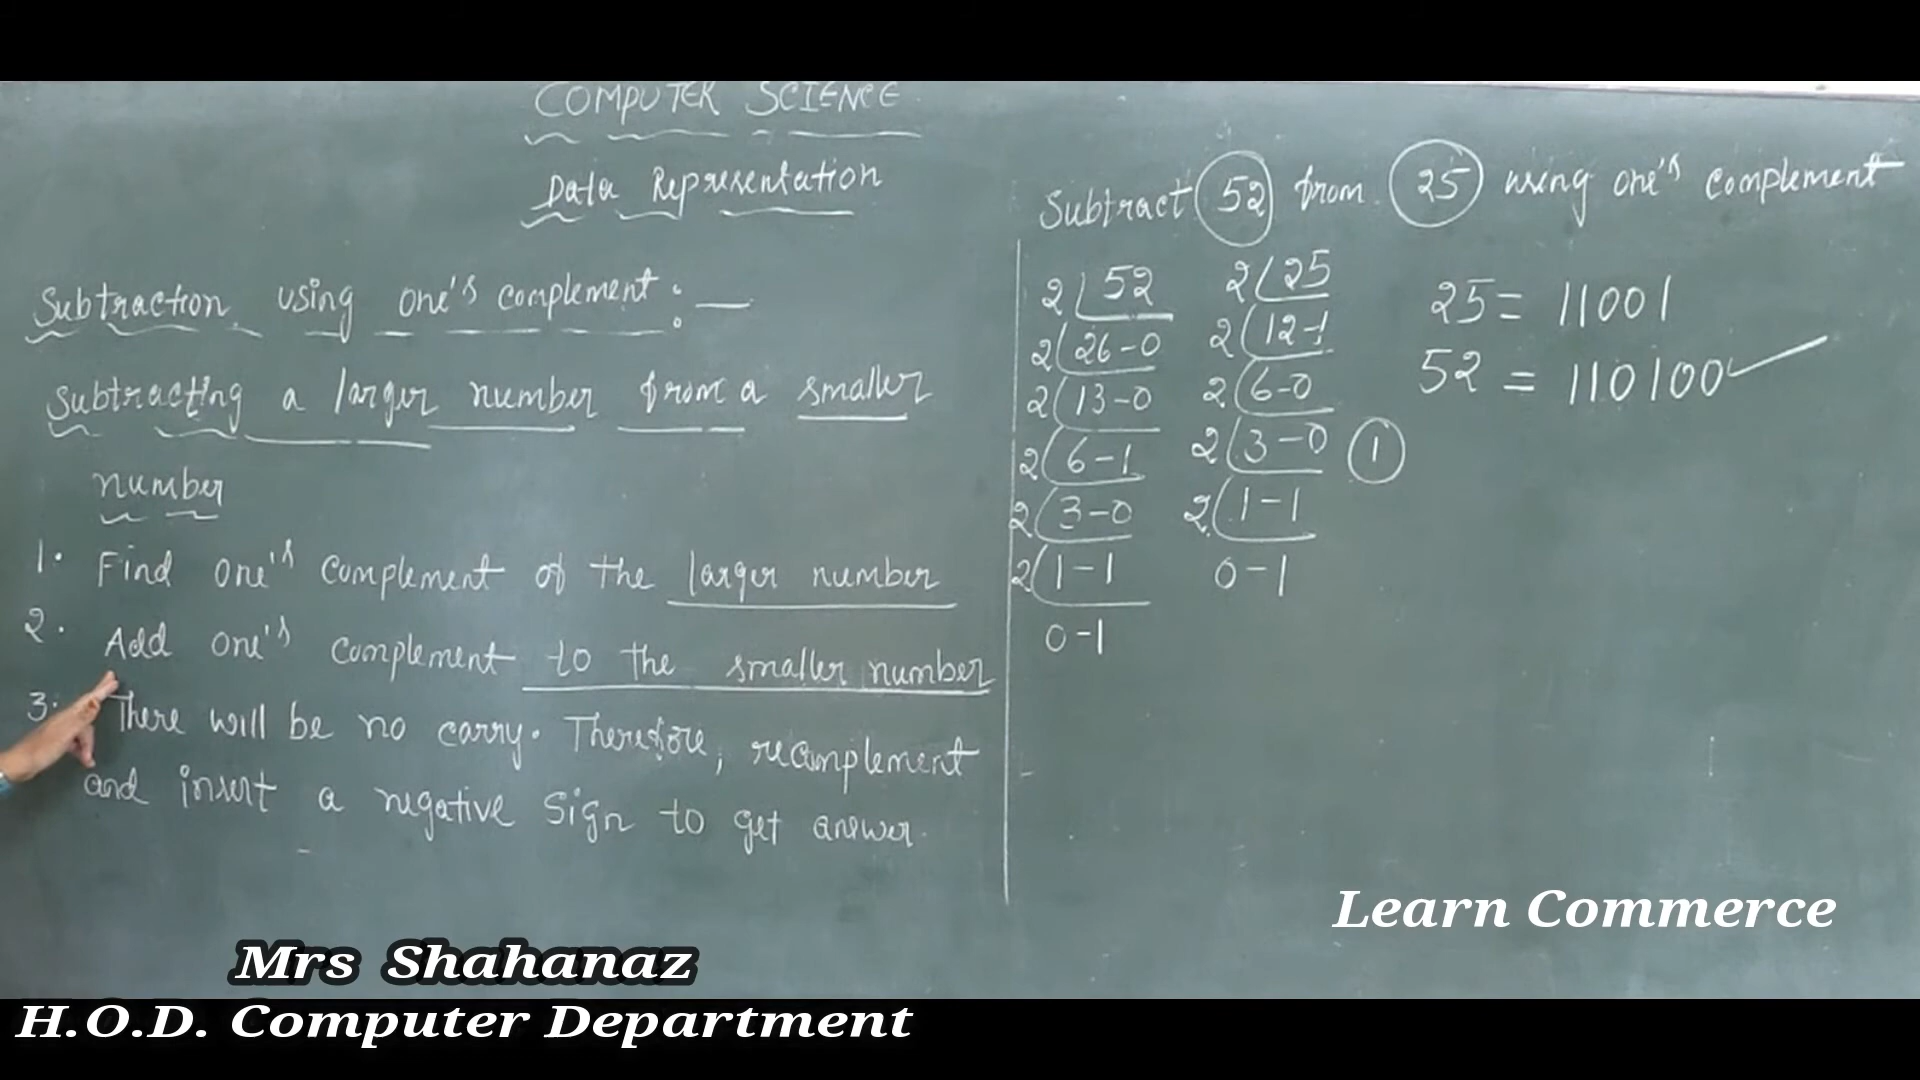 COMPUTER SCIENCE
Data Representation
Subtraction using one's complement : —
Subtracting a larger number from a smaller
number
1. Find one's complement of the larger number
2. Add one's complement to the smaller number
3. There will be no carry. Therefore, recomplement
and insert a negative sign to get answer.
Subtract 52 from 25 using one's complement
2 52
2 26-0
2 13-0
2 6-1
2 3-0
2 1-1
0-1
2 25
2 12-1
2 6-0
2 3-0 1
2 1-1
0-1
25 = 11001
52 = 110100
Learn Commerce
Mrs Shahanaz
H.O.D. Computer Department